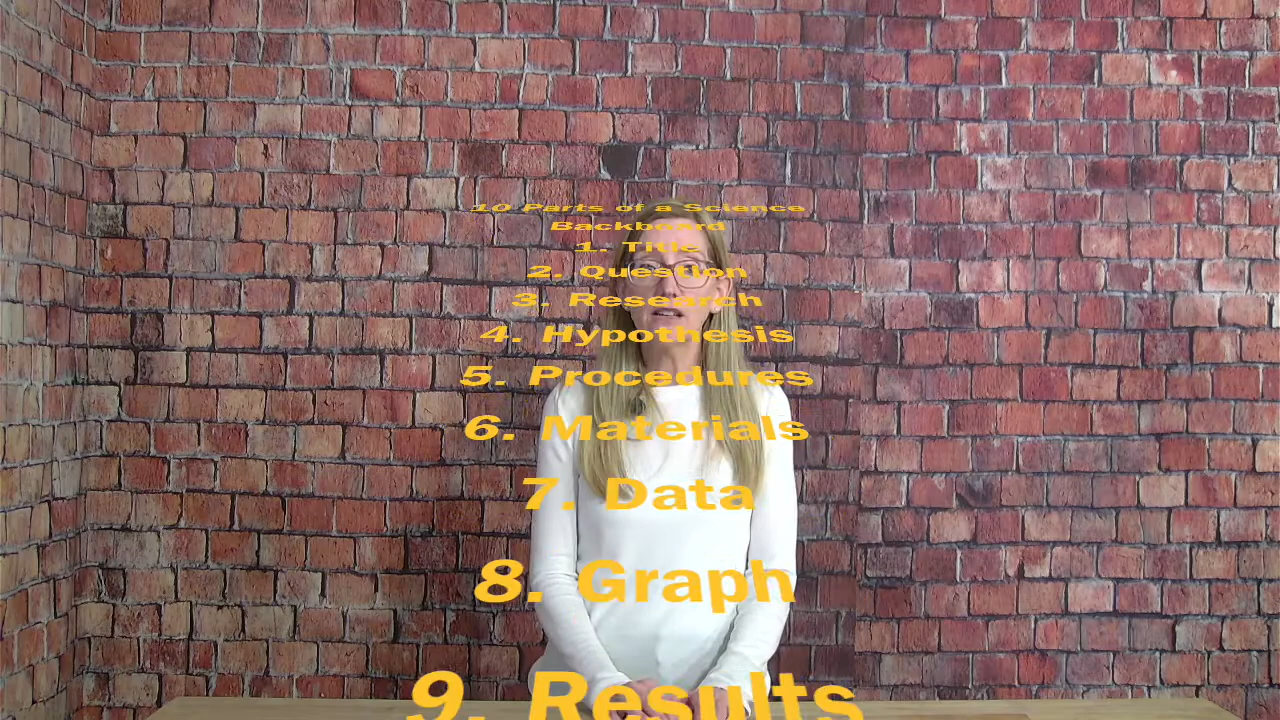 10 Parts of a Science
Backboard
1. Title
2. Question
3. Research
4. Hypothesis
5. Procedures
6. Materials
7. Data
8. Graph
9. Results